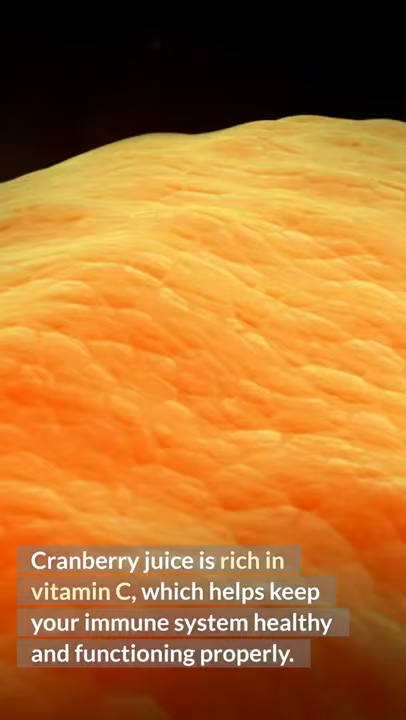 Cranberry juice is rich in
vitamin C, which helps keep
your immune system healthy
and functioning properly.